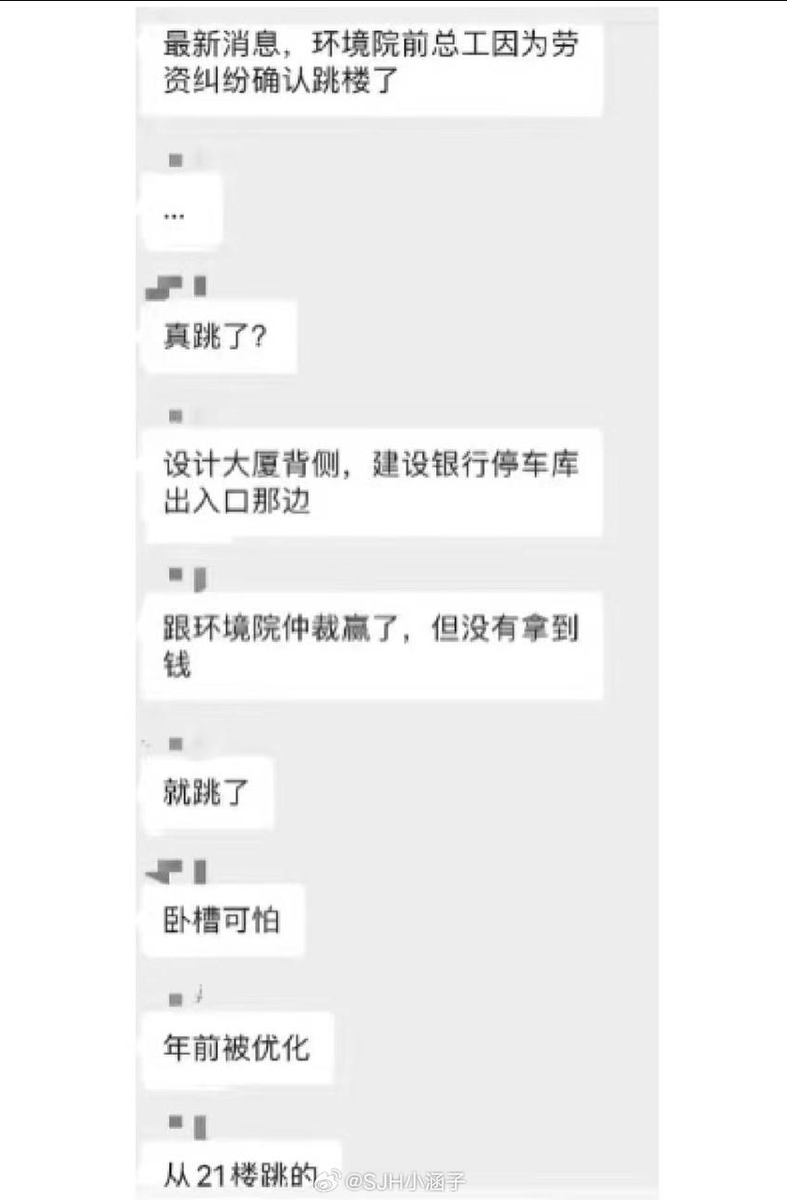 最新消息，环境院前总工因为劳
资纠纷确认跳楼了
...
真跳了？
设计大厦背侧，建设银行停车库
出入口那边
跟环境院仲裁赢了，但没有拿到
钱
就跳了
卧槽可怕
年前被优化
从21楼跳的
@SJH小涵子